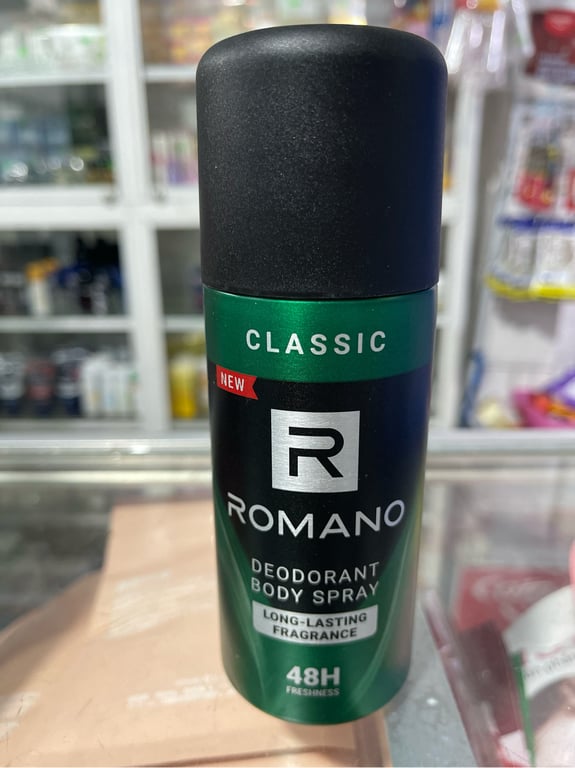 CLASSIC
NEW
R
ROMANO
DEODORANT
BODY SPRAY
LONG-LASTING
FRAGRANCE
48H
FRESHNESS